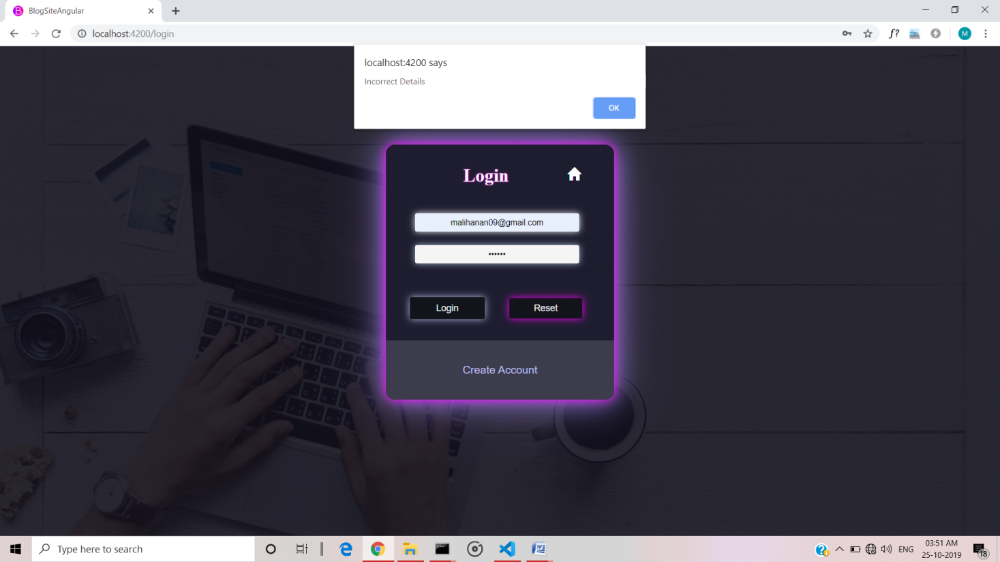 BlogSiteAngular
localhost:4200/login
f?
M
localhost:4200 says
Incorrect Details
OK
Login
malihanan09@gmail.com
••••••
Login
Reset
Create Account
Type here to search
ENG
03:51 AM
25-10-2019
18